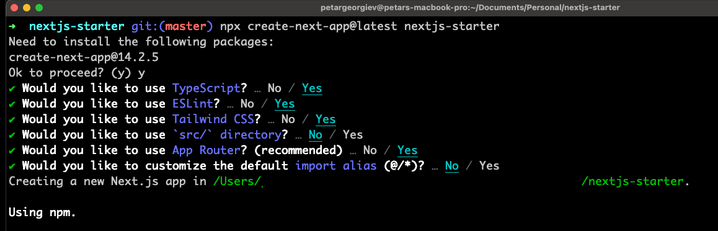 petargeorgiev@petars-macbook-pro:~/Documents/Personal/nextjs-starter
➜ nextjs-starter git:(master) npx create-next-app@latest nextjs-starter
Need to install the following packages:
create-next-app@14.2.5
Ok to proceed? (y) y
✔ Would you like to use TypeScript? … No / Yes
✔ Would you like to use ESLint? … No / Yes
✔ Would you like to use Tailwind CSS? … No / Yes
✔ Would you like to use `src/` directory? … No / Yes
✔ Would you like to use App Router? (recommended) … No / Yes
✔ Would you like to customize the default import alias (@/*)? … No / Yes
Creating a new Next.js app in /Users/ /nextjs-starter.
Using npm.